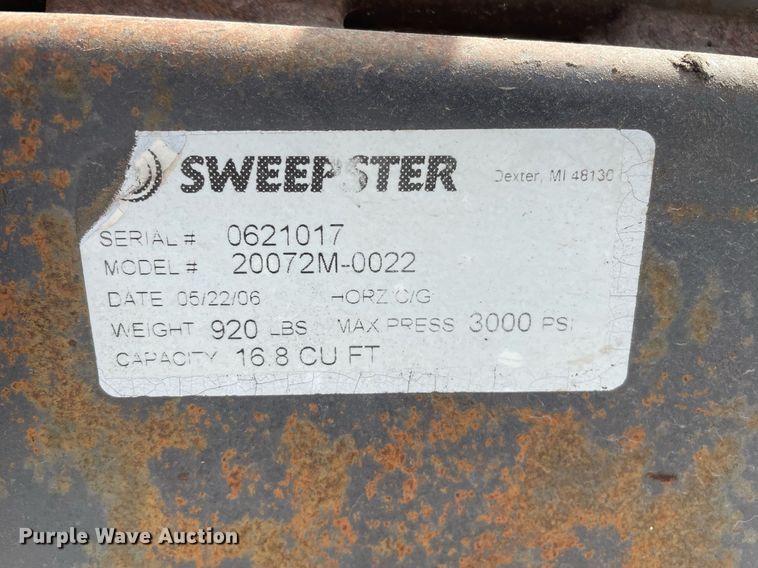 SWEEPSTER
Dexter, MI 48130
SERIAL # 0621017
MODEL # 20072M-0022
DATE 05/22/06 HORZ C/G
WEIGHT 920 LBS MAX PRESS 3000 PSI
CAPACITY 16.8 CU FT
Purple Wave Auction